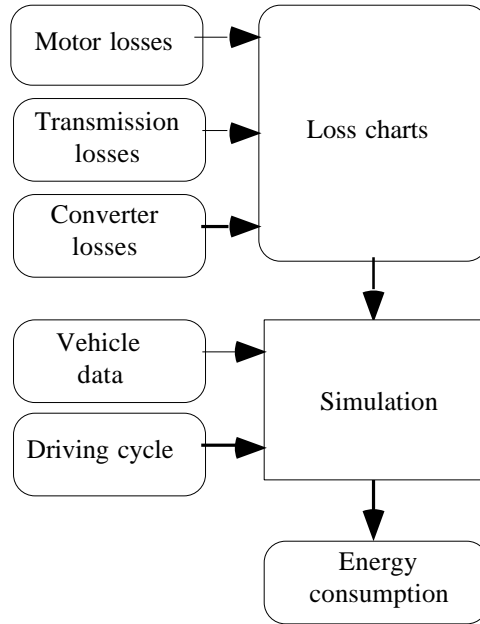 Motor losses
Transmission
losses
Loss charts
Converter
losses
Vehicle
data
Simulation
Driving cycle
Energy
consumption